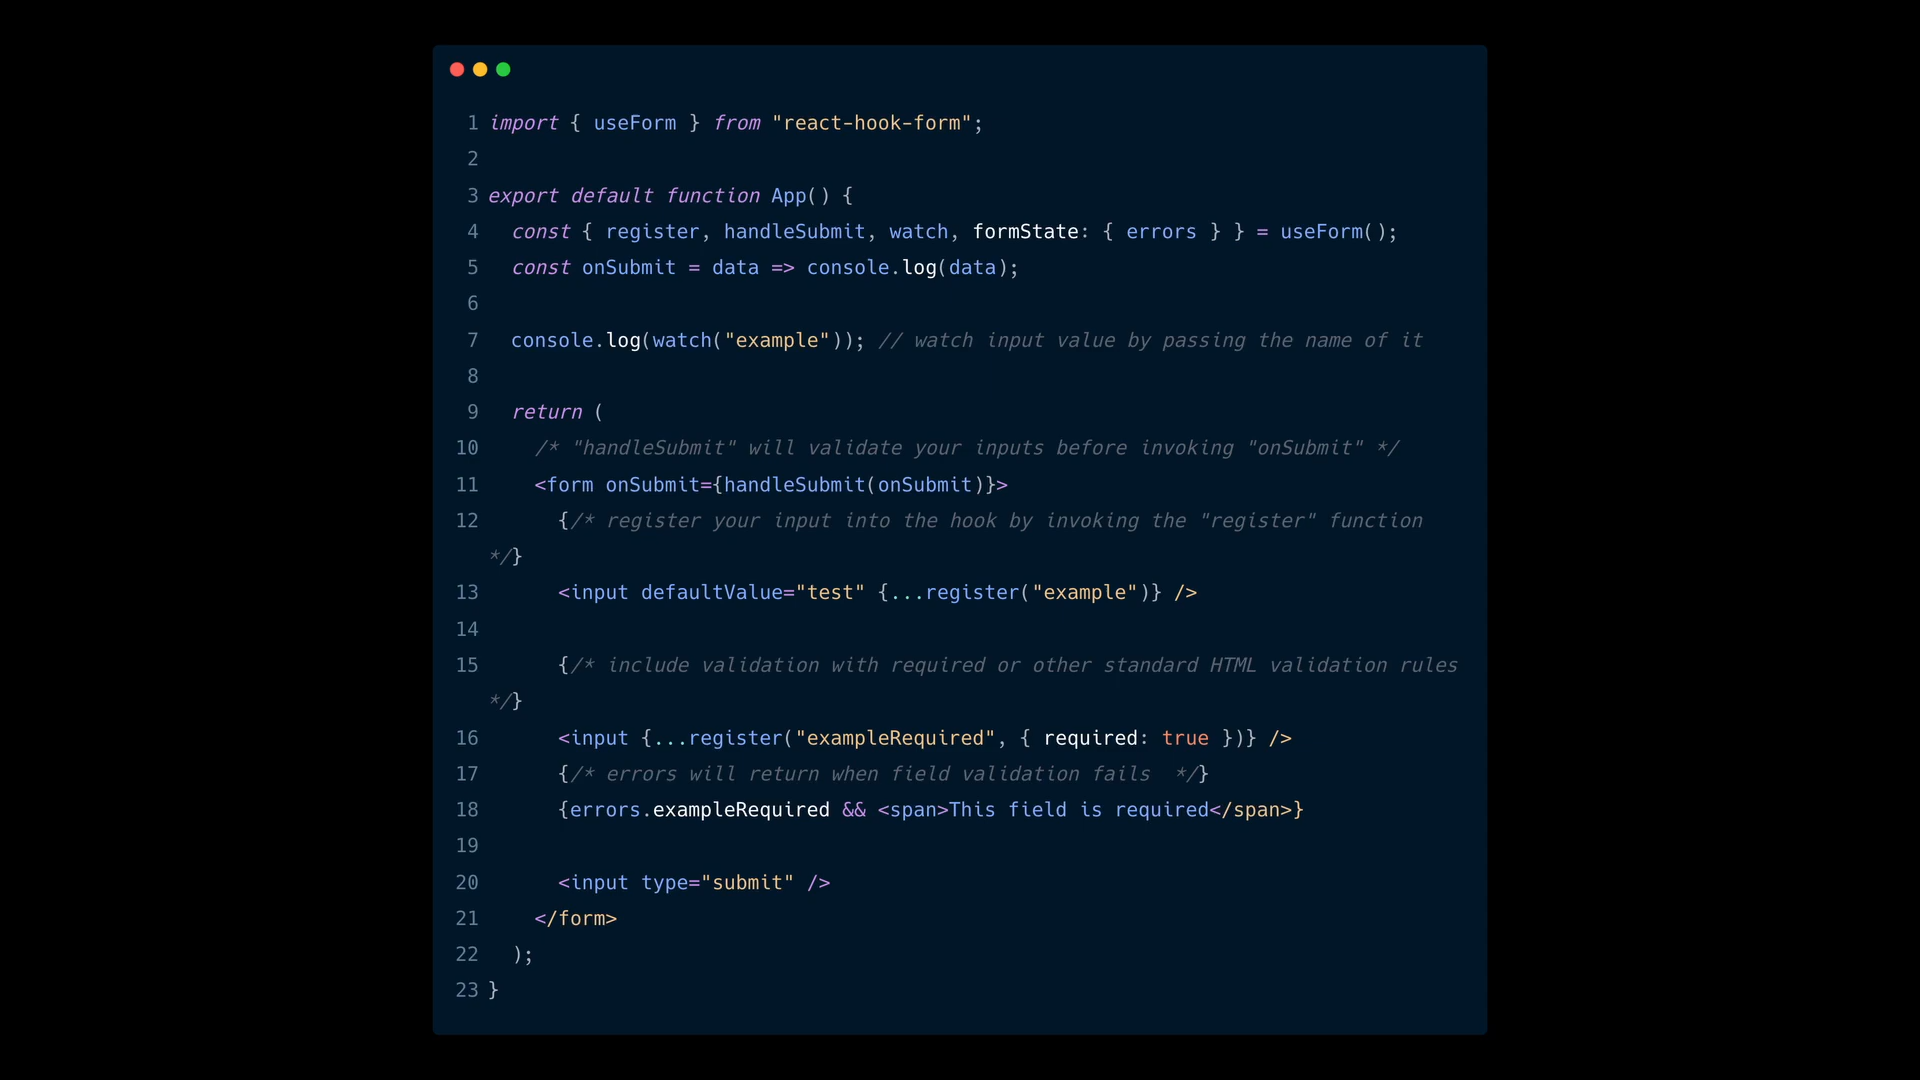 1 import { useForm } from "react-hook-form";
2
3 export default function App() {
4   const { register, handleSubmit, watch, formState: { errors } } = useForm();
5   const onSubmit = data => console.log(data);
6
7   console.log(watch("example")); // watch input value by passing the name of it
8
9   return (
10     /* "handleSubmit" will validate your inputs before invoking "onSubmit" */
11     <form onSubmit={handleSubmit(onSubmit)}>
12       {/* register your input into the hook by invoking the "register" function
*/}
13       <input defaultValue="test" {...register("example")} />
14
15       {/* include validation with required or other standard HTML validation rules
*/}
16       <input {...register("exampleRequired", { required: true })} />
17       {/* errors will return when field validation fails  */}
18       {errors.exampleRequired && <span>This field is required</span>}
19
20       <input type="submit" />
21     </form>
22   );
23 }